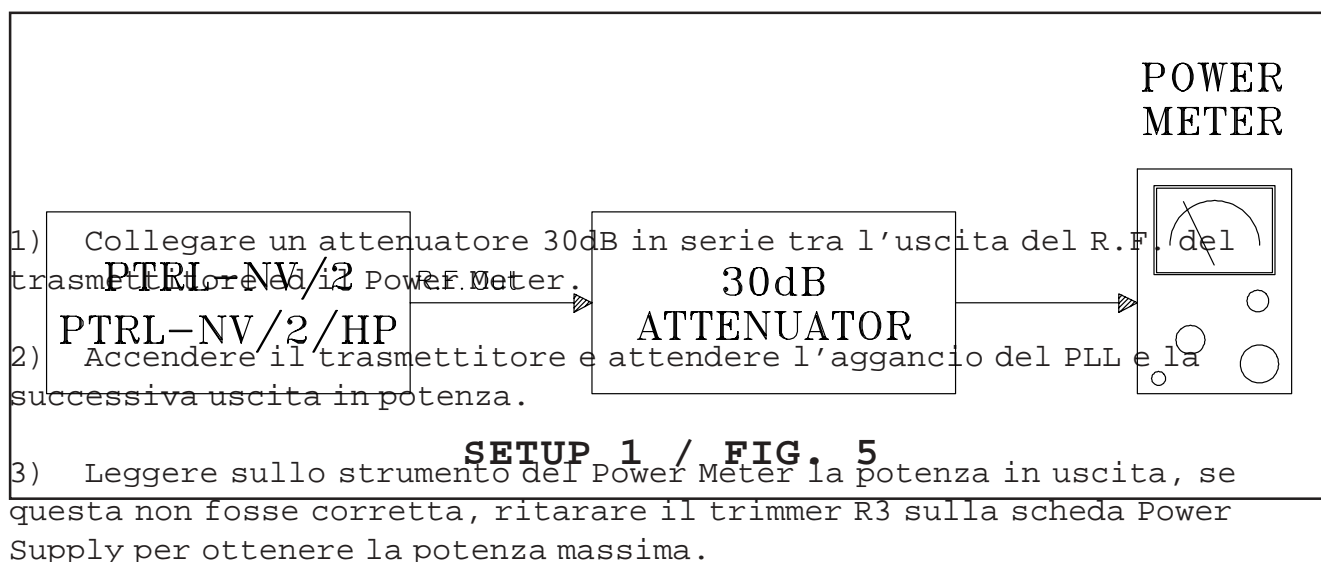 POWER
METER
1) Collegare un attenuatore 30dB in serie tra l'uscita del R.F. del
trasmettitore ed il Power Meter.
PTRL-NV/2
PTRL-NV/2/HP
R.F. Out
30dB
ATTENUATOR
2) Accendere il trasmettitore e attendere l'aggancio del PLL e la
successiva uscita in potenza.
SETUP 1 / FIG. 5
3) Leggere sullo strumento del Power Meter la potenza in uscita, se
questa non fosse corretta, ritarare il trimmer R3 sulla scheda Power
Supply per ottenere la potenza massima.